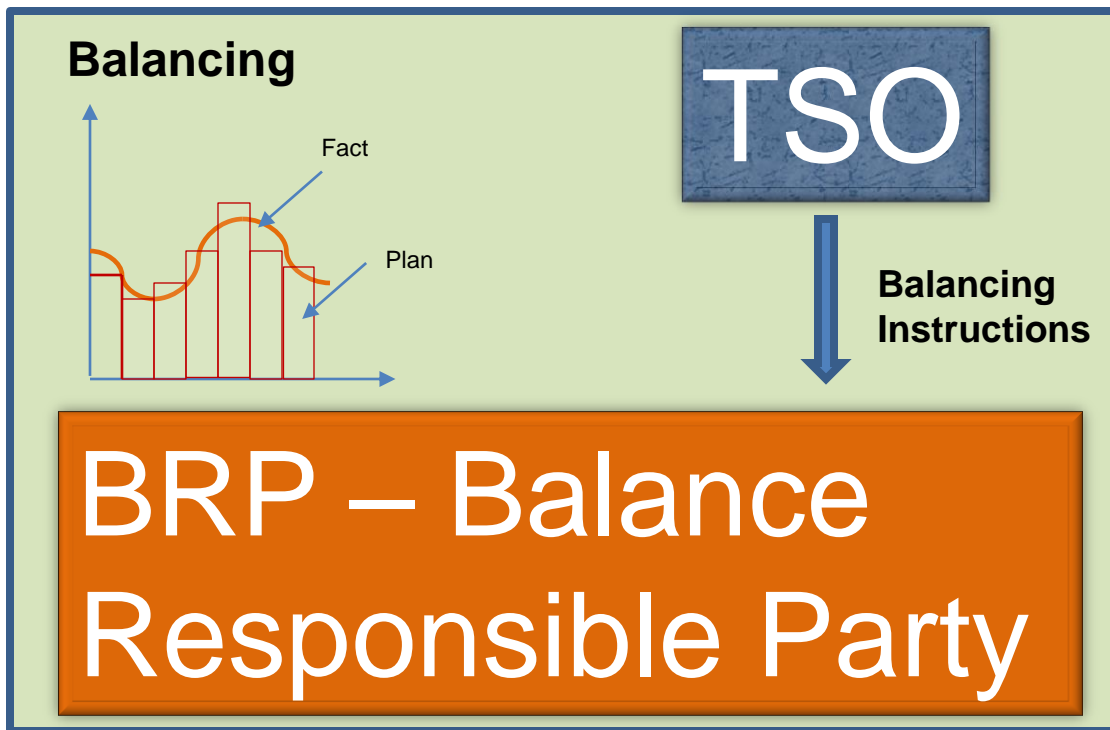 Balancing
Fact
Plan
TSO
Balancing
Instructions
BRP – Balance
Responsible Party